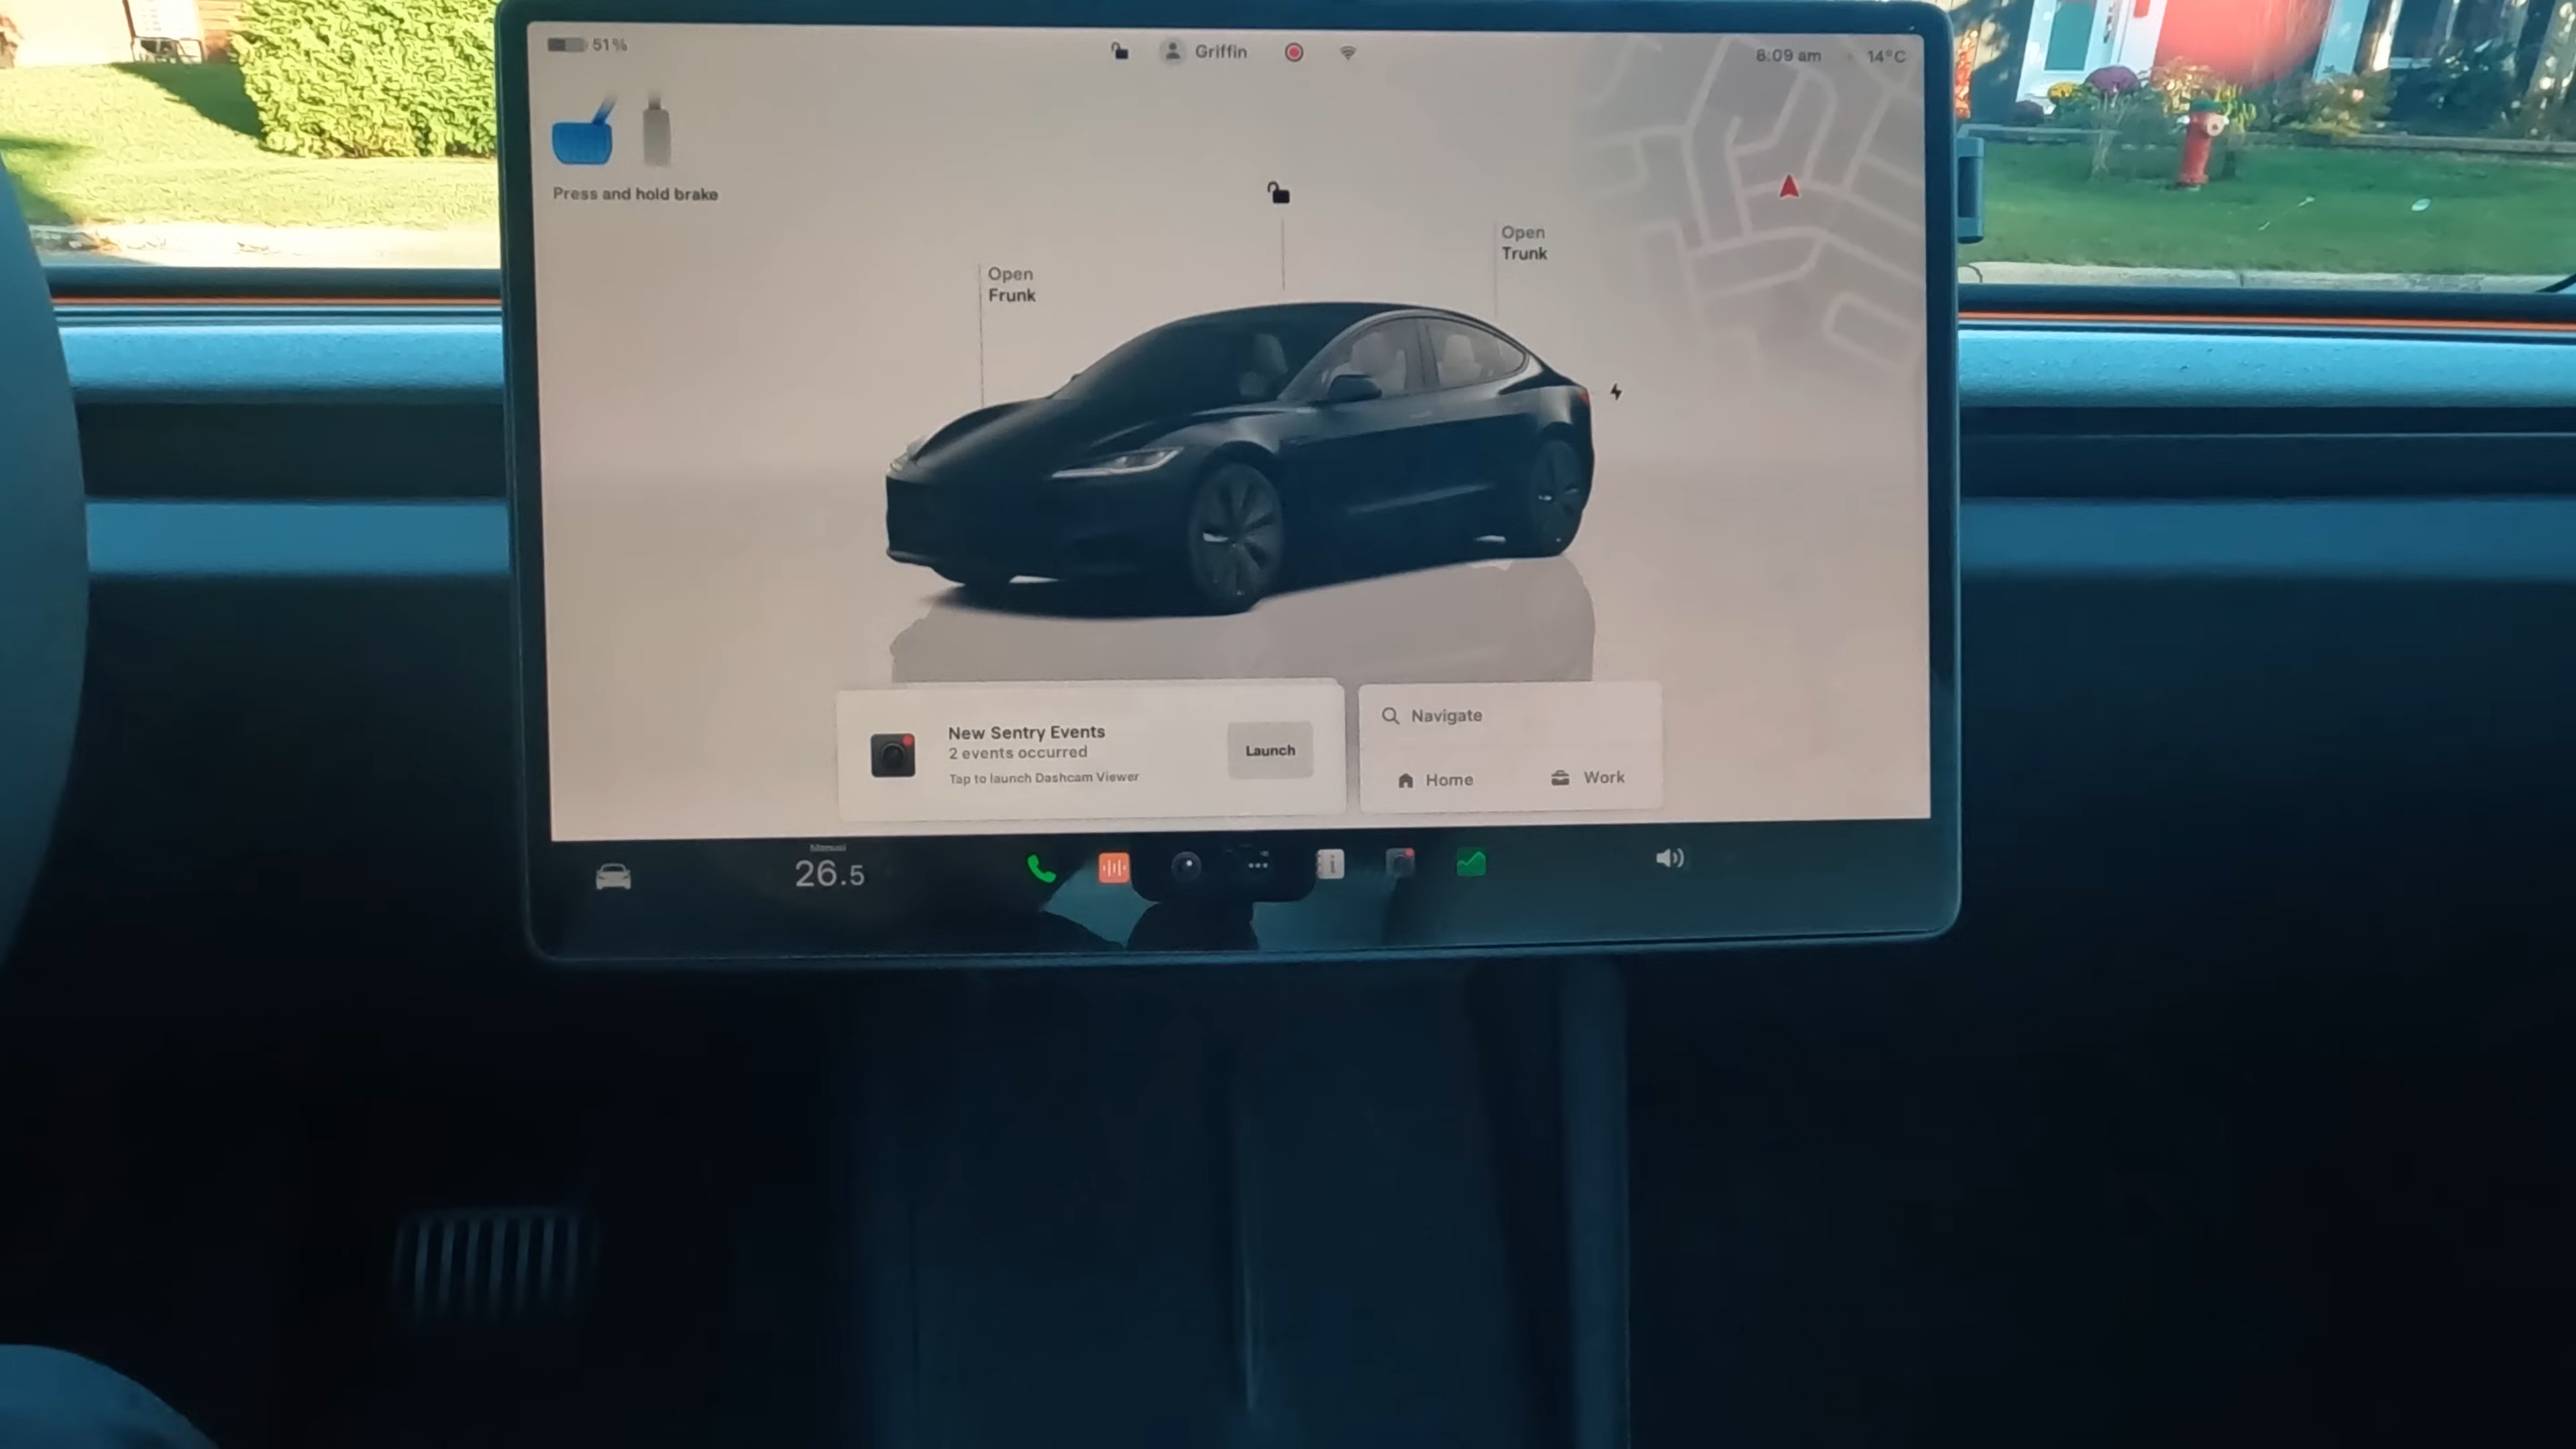 51%
Griffin
8:09 am
14°C
Press and hold brake
Open
Trunk
Open
Frunk
New Sentry Events
2 events occurred
Tap to launch Dashcam Viewer
Launch
Navigate
Home
Work
Manual
26.5